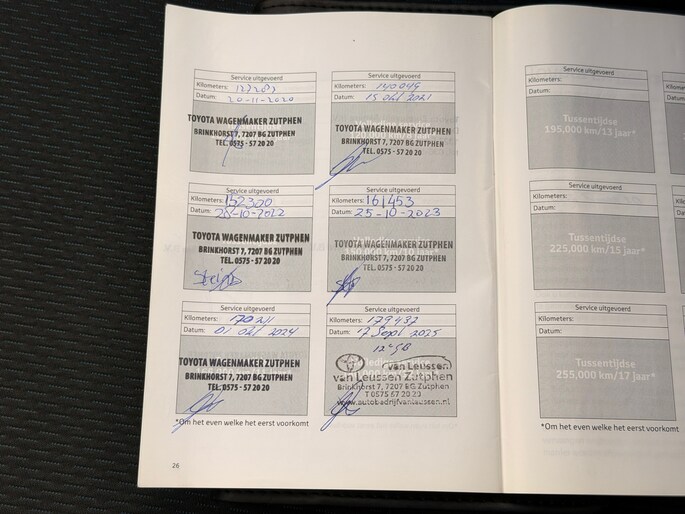 Service uitgevoerd
Kilometers:
Datum: 20-11-2020
TOYOTA WAGENMAKER ZUTPHEN
BRINKHORST 7, 7207 BG ZUTPHEN
TEL. 0575 - 57 20 20
Service uitgevoerd
Kilometers: 140049
Datum: 15 okt 2021
Volledige service
TOYOTA WAGENMAKER ZUTPHEN
BRINKHORST 7, 7207 BG ZUTPHEN
TEL. 0575 - 57 20 20
Service uitgevoerd
Kilometers: 152300
Datum: 20-10-2022
TOYOTA WAGENMAKER ZUTPHEN
BRINKHORST 7, 7207 BG ZUTPHEN
TEL. 0575 - 57 20 20
Service uitgevoerd
Kilometers: 161453
Datum: 25-10-2023
TOYOTA WAGENMAKER ZUTPHEN
BRINKHORST 7, 7207 BG ZUTPHEN
TEL. 0575 - 57 20 20
Service uitgevoerd
Kilometers:
Datum: 01 okt 2024
TOYOTA WAGENMAKER ZUTPHEN
BRINKHORST 7, 7207 BG ZUTPHEN
TEL. 0575 - 57 20 20
Service uitgevoerd
Kilometers: 179432
Datum: 17 Sept 2025
Volledige service
van Leussen
van Leussen Zutphen
Brinkhorst 7, 7207 BG Zutphen
T 0575 57 20 20
www.autobedrijfvanleussen.nl
*Om het even welke het eerst voorkomt
26
Kilometers:
Datum:
Tussentijdse
195,000 km/13 jaar*
Service uitgevoerd
Kilometers:
Datum:
Tussentijdse
225,000 km/15 jaar*
Service uitgevoerd
Kilometers:
Datum:
Tussentijdse
255,000 km/17 jaar*
*Om het even welke het eerst voorkomt